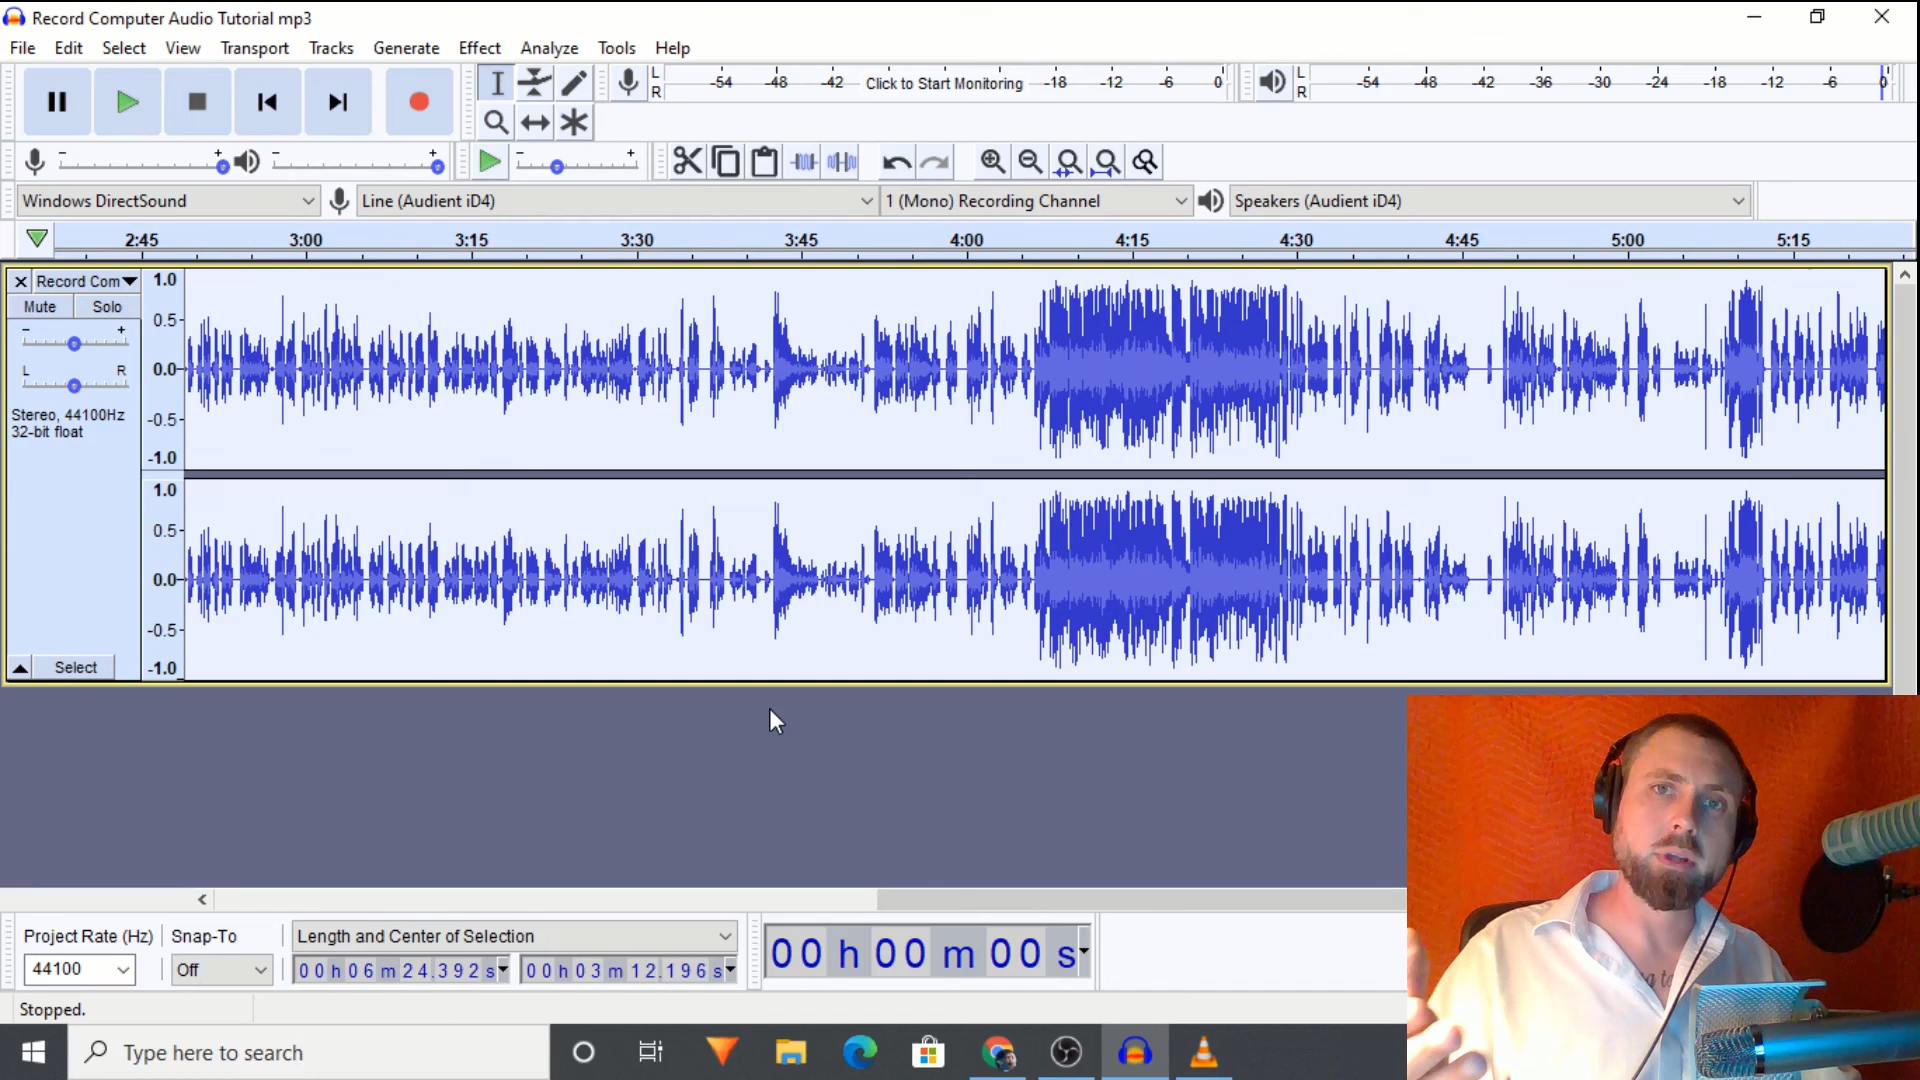 Record Computer Audio Tutorial mp3
File Edit Select View Transport Tracks Generate Effect Analyze Tools Help
L R -54 -48 -42 Click to Start Monitoring -18 -12 -6 0 L R -54 -48 -42 -36 -30 -24 -18 -12 -6 0
- + - + - +
Windows DirectSound Line (Audient iD4) 1 (Mono) Recording Channel Speakers (Audient iD4)
2:45 3:00 3:15 3:30 3:45 4:00 4:15 4:30 4:45 5:00 5:15
X Record Com 1.0
Mute Solo
- + 0.5
L R 0.0
Stereo, 44100Hz -0.5
32-bit float
-1.0
1.0
0.5
0.0
-0.5
Select -1.0
Project Rate (Hz) Snap-To Length and Center of Selection
44100 Off 00h06m24.392s 00h03m12.196s 00h00m00s
Stopped.
Type here to search